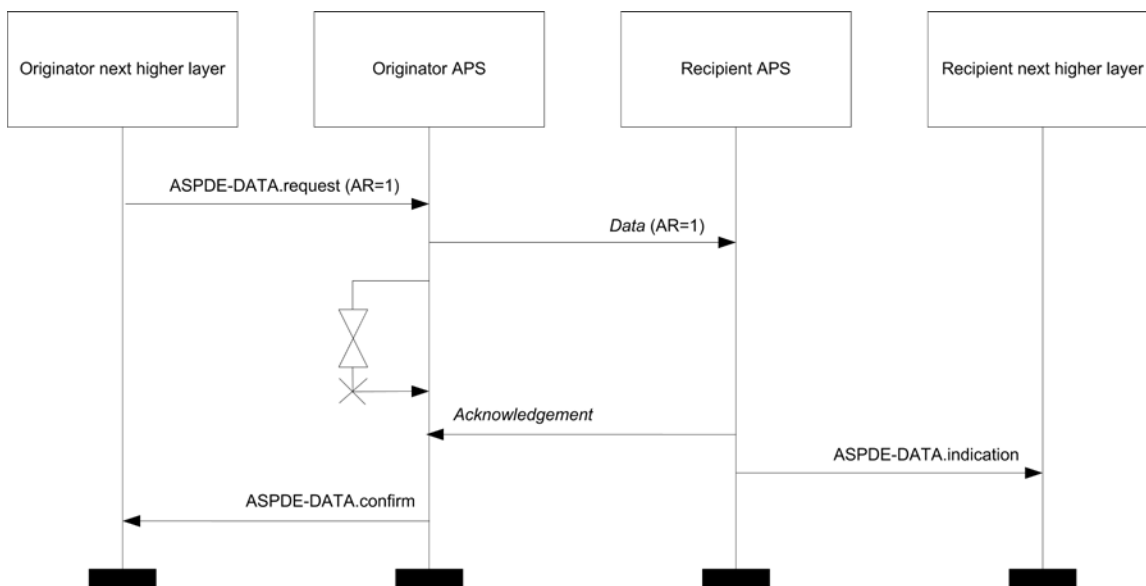 Originator next higher layer
Originator APS
Recipient APS
Recipient next higher layer
ASPDE-DATA.request (AR=1)
Data (AR=1)
Acknowledgement
ASPDE-DATA.indication
ASPDE-DATA.confirm